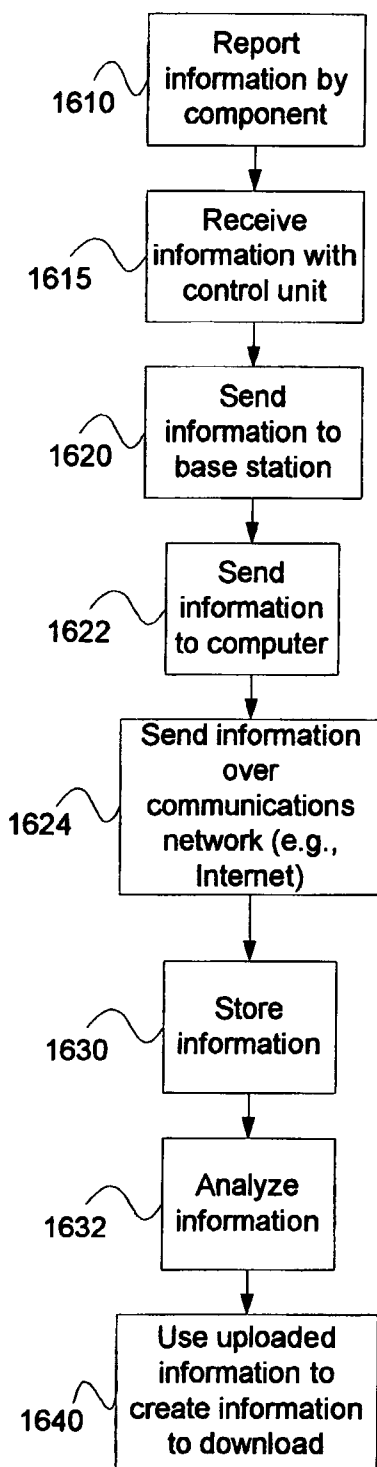 Report
information by
component
1610
Receive
information with
control unit
1615
Send
information to
base station
1620
Send
information
to computer
1622
Send information
over
communications
network (e.g.,
Internet)
1624
Store
information
1630
Analyze
information
1632
Use uploaded
information to
create information
to download
1640